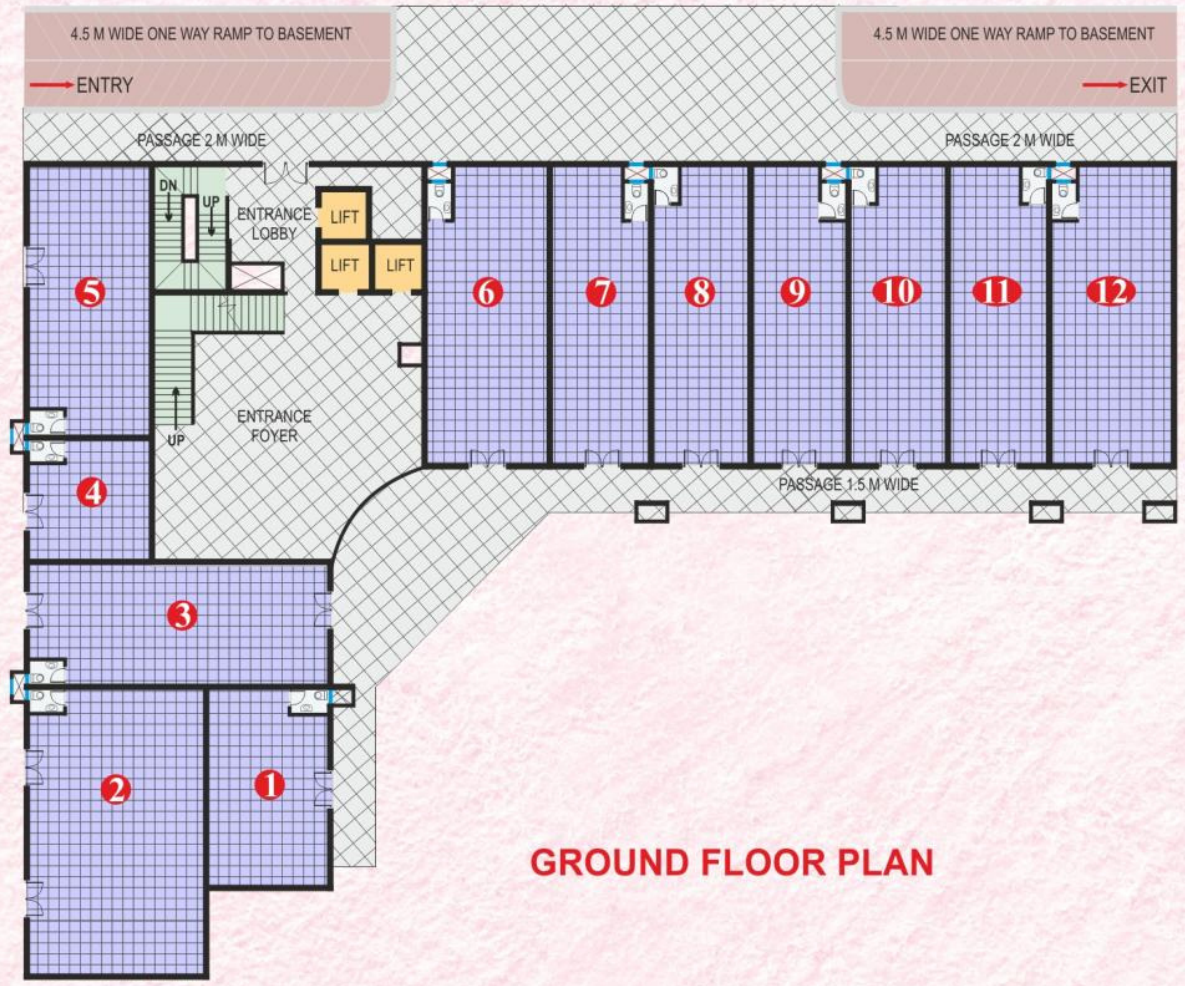 4.5 M WIDE ONE WAY RAMP TO BASEMENT
4.5 M WIDE ONE WAY RAMP TO BASEMENT
ENTRY
EXIT
PASSAGE 2 M WIDE
PASSAGE 2 M WIDE
DN
UP
ENTRANCE
LOBBY
LIFT
LIFT
LIFT
5
6
7
8
9
10
11
12
ENTRANCE
FOYER
UP
4
PASSAGE 1.5 M WIDE
3
2
1
GROUND FLOOR PLAN